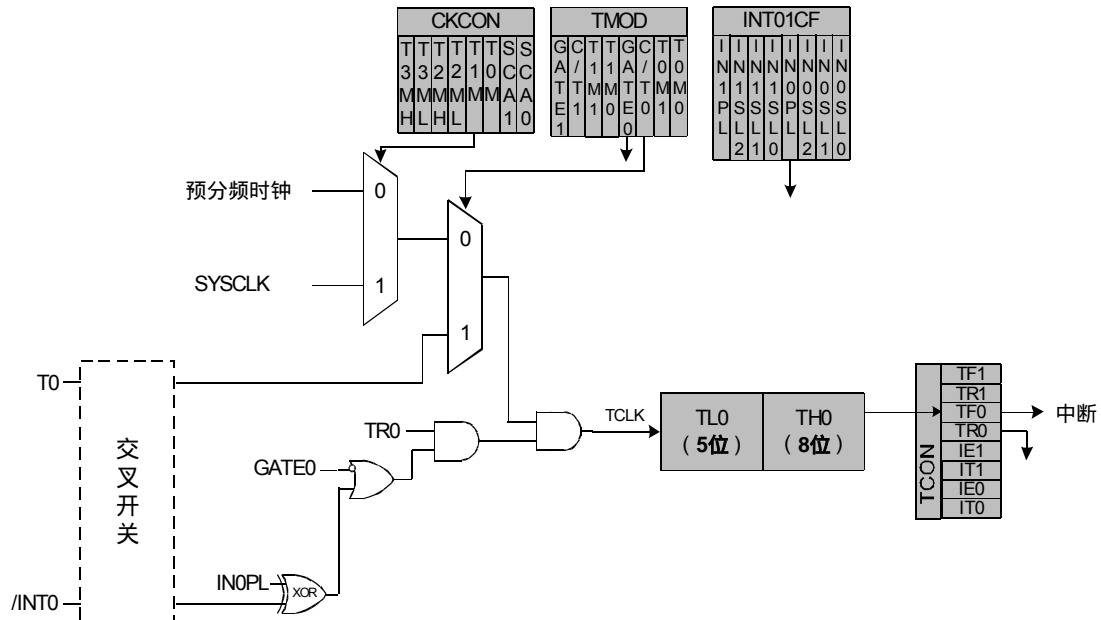 CKCON
T3MH T3ML T2MH T2ML T1M T0M SCA1 SCA0
TMOD
GATE1 C/T1 T1M1 T1M0 GATE0 C/T0 T0M1 T0M0
INT01CF
IN1PL IN1SL2 IN1SL1 IN1SL0 IN0PL IN0SL2 IN0SL1 IN0SL0
预分频时钟
0
SYSCLK
1
0
1
T0
交叉开关
TR0
GATE0
IN0PL
XOR
/INT0
TCLK
TL0
(5位)
TH0
(8位)
TCON
TF1
TR1
TF0
TR0
IE1
IT1
IE0
IT0
中断